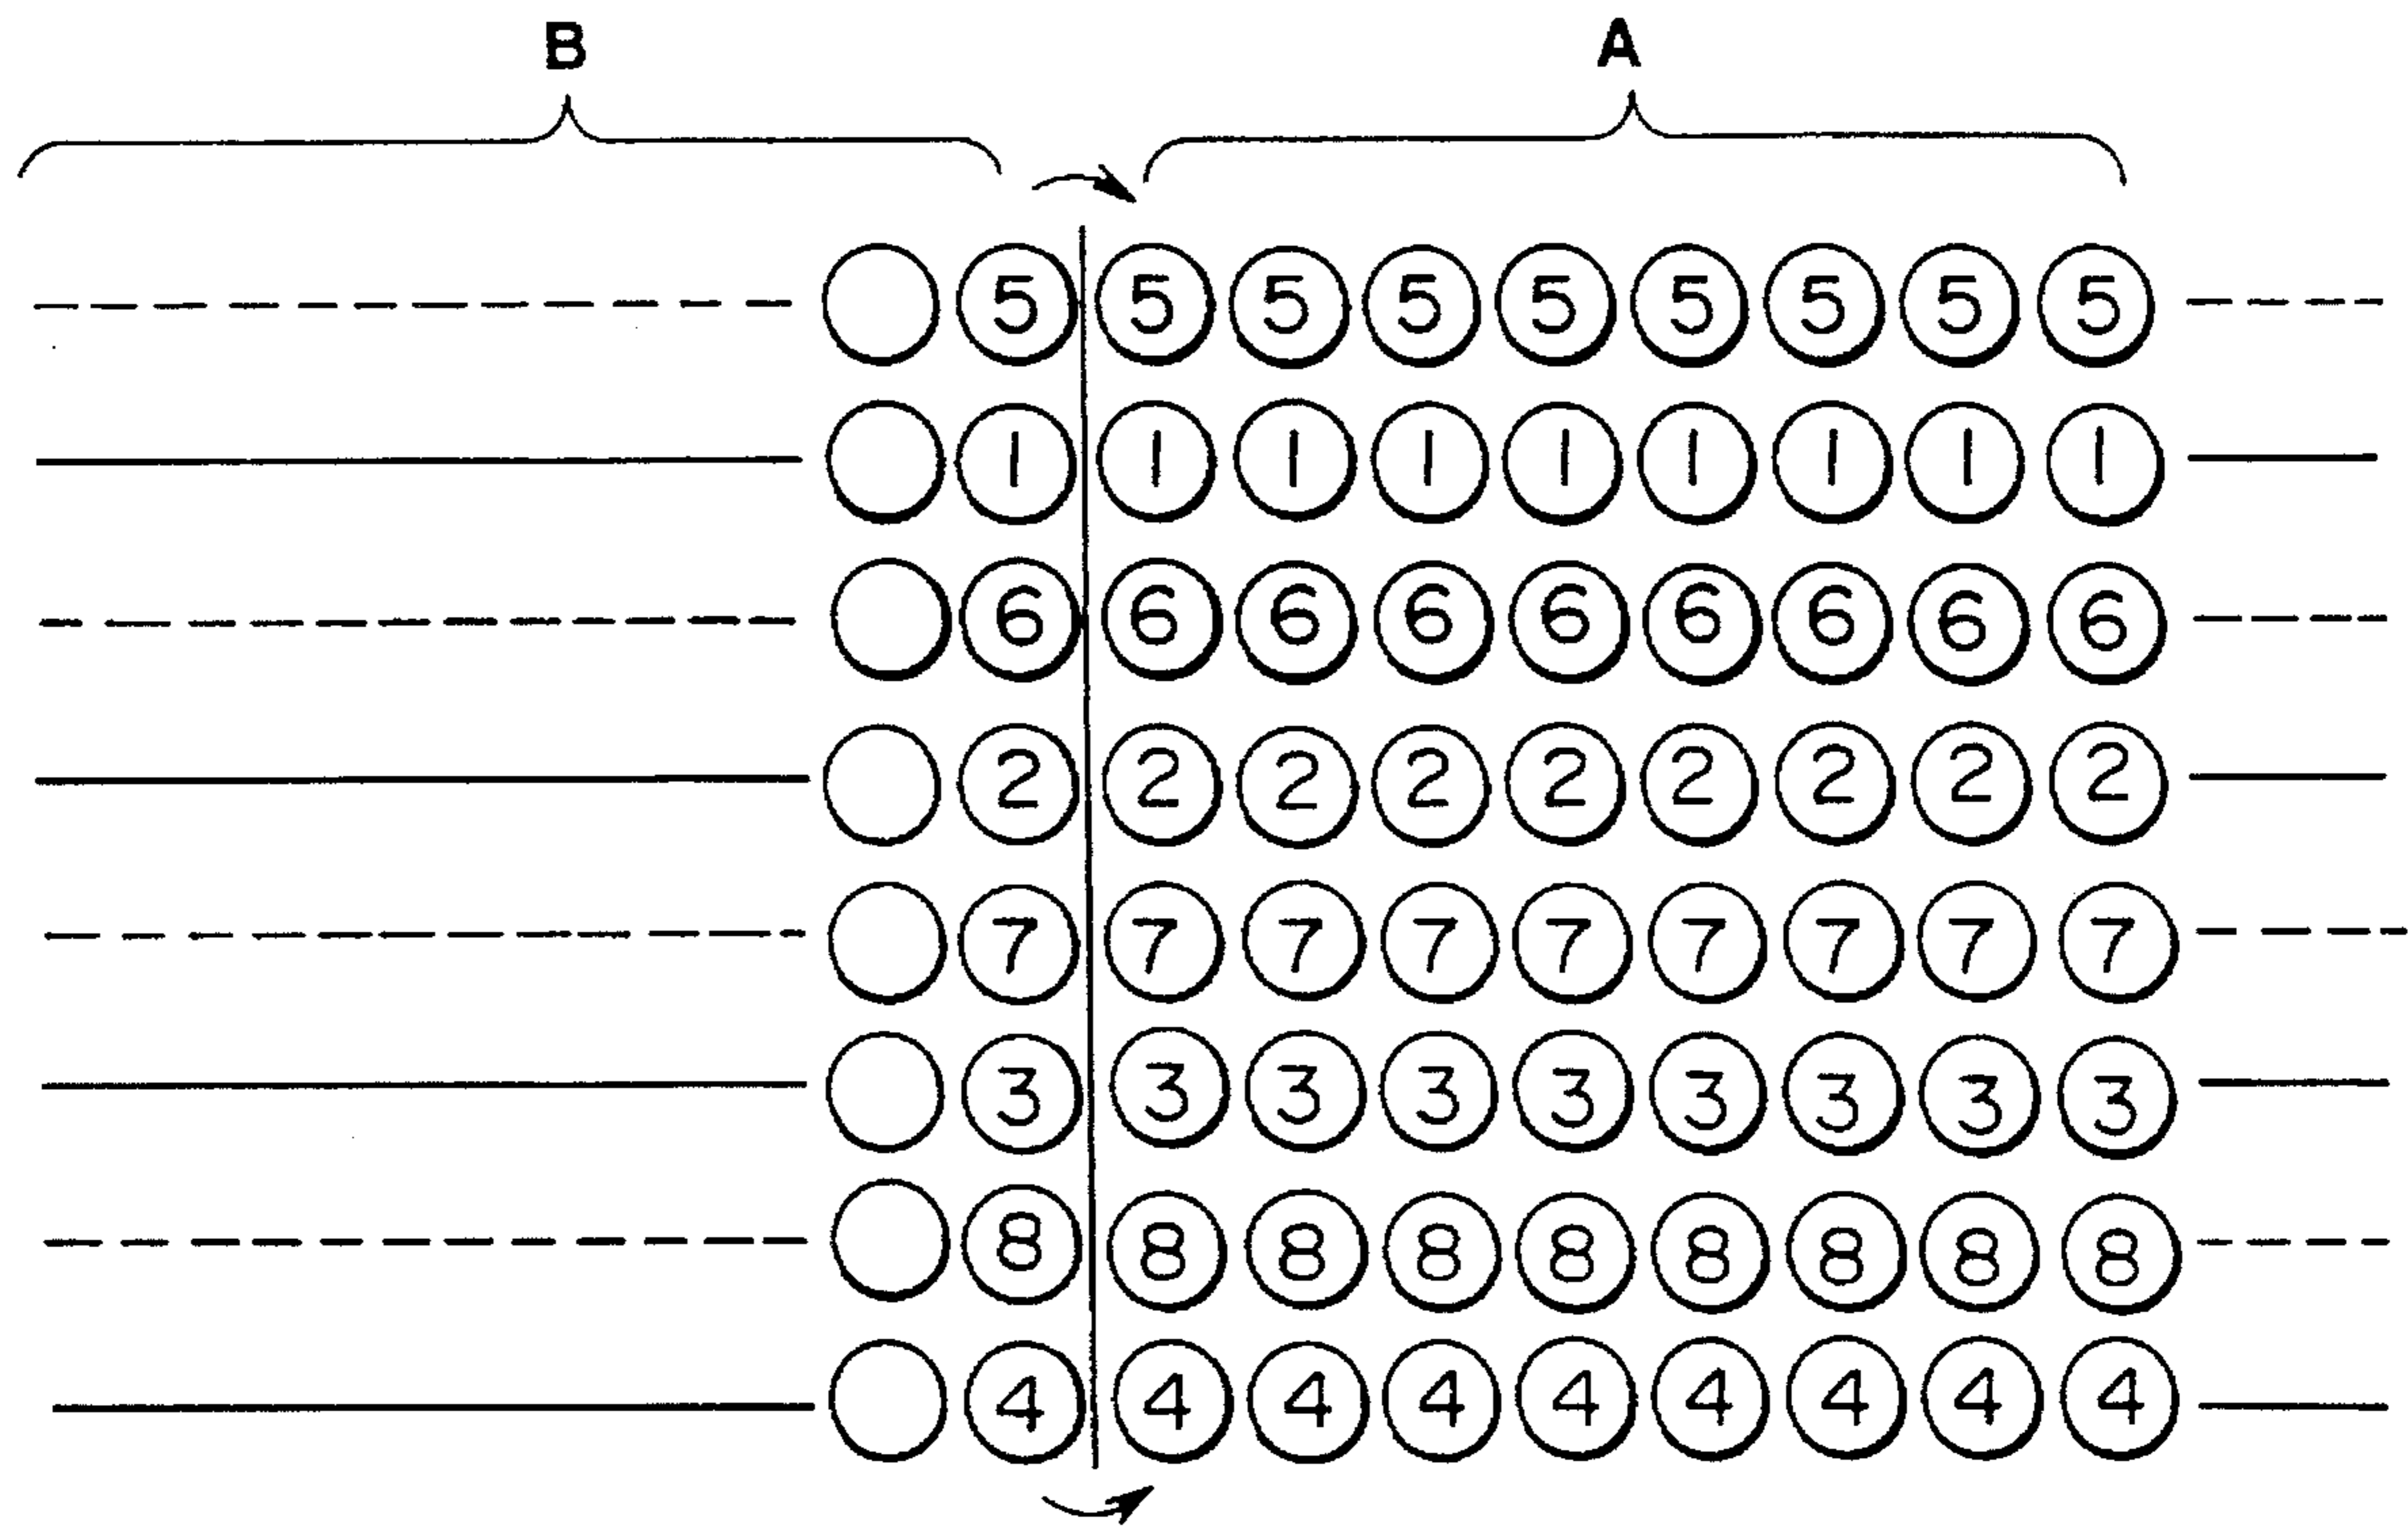 B A
5 5 5 5 5 5 5 5 5
1 1 1 1 1 1 1 1 1
6 6 6 6 6 6 6 6 6
2 2 2 2 2 2 2 2 2
7 7 7 7 7 7 7 7 7
3 3 3 3 3 3 3 3 3
8 8 8 8 8 8 8 8 8
4 4 4 4 4 4 4 4 4